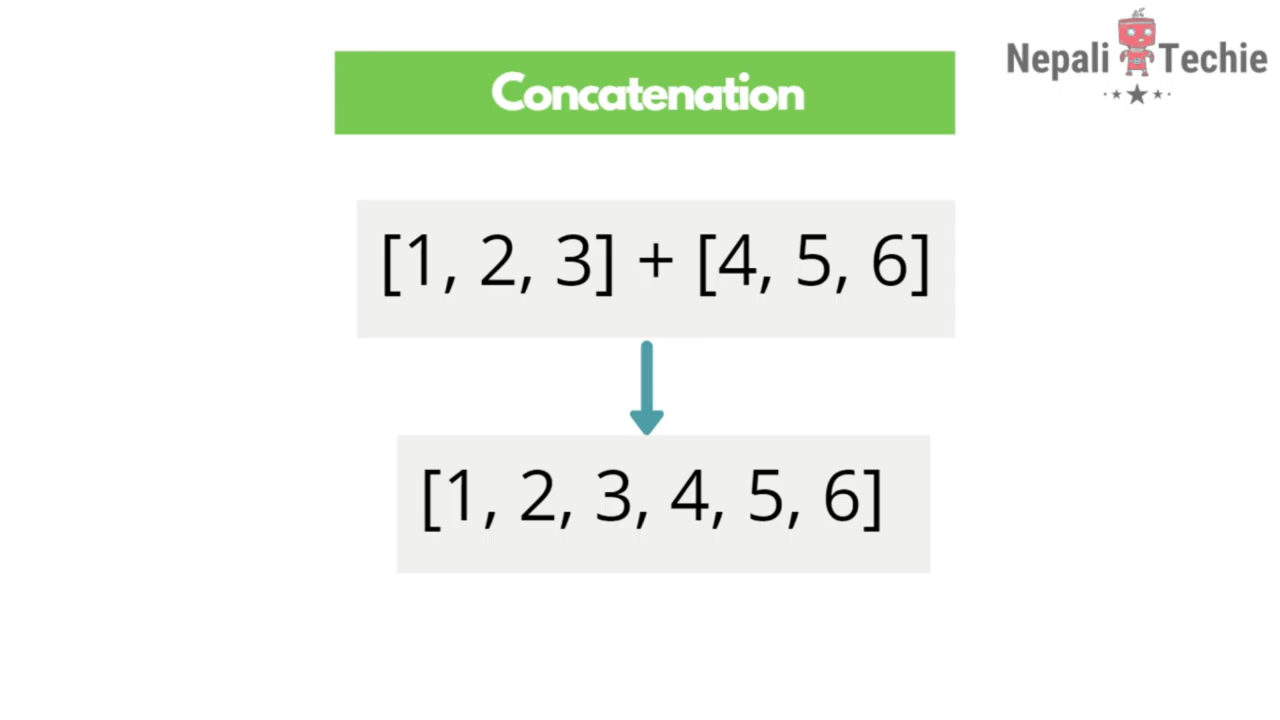 Nepali Techie
Concatenation
[1, 2, 3] + [4, 5, 6]
[1, 2, 3, 4, 5, 6]